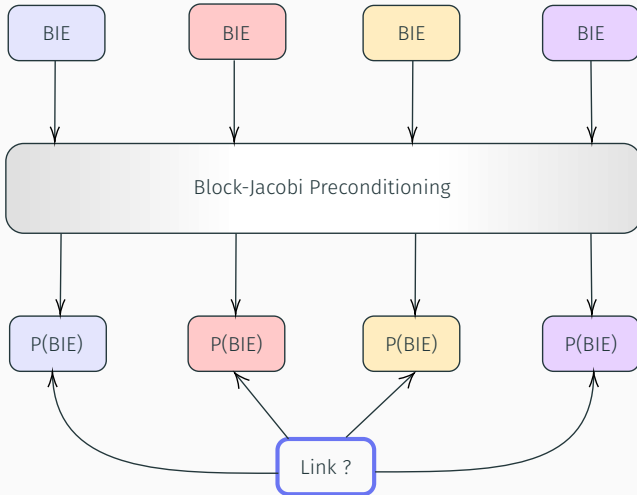 BIE
BIE
BIE
BIE
Block-Jacobi Preconditioning
P(BIE)
P(BIE)
P(BIE)
P(BIE)
Link ?